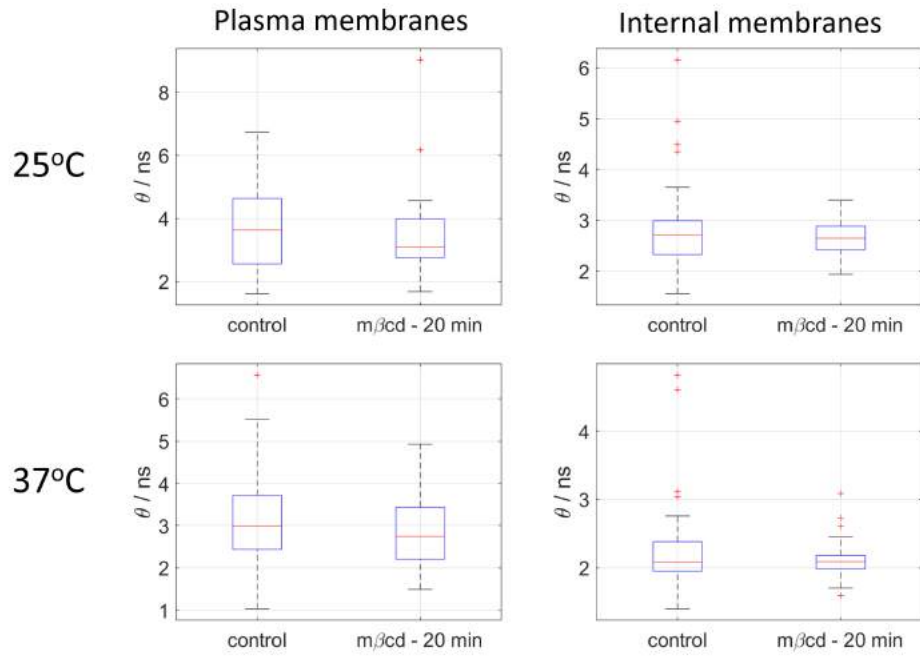 Plasma membranes
Internal membranes
25°C
θ / ns
8
6
4
2
control
mβcd - 20 min
θ / ns
6
5
4
3
2
control
mβcd - 20 min
37°C
θ / ns
6
5
4
3
2
1
control
mβcd - 20 min
θ / ns
4
3
2
control
mβcd - 20 min